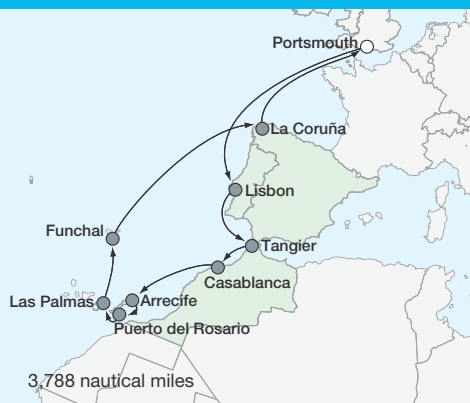 Portsmouth
La Coruña
Lisbon
Funchal
Tangier
Casablanca
Las Palmas
Arrecife
Puerto del Rosario
3,788 nautical miles